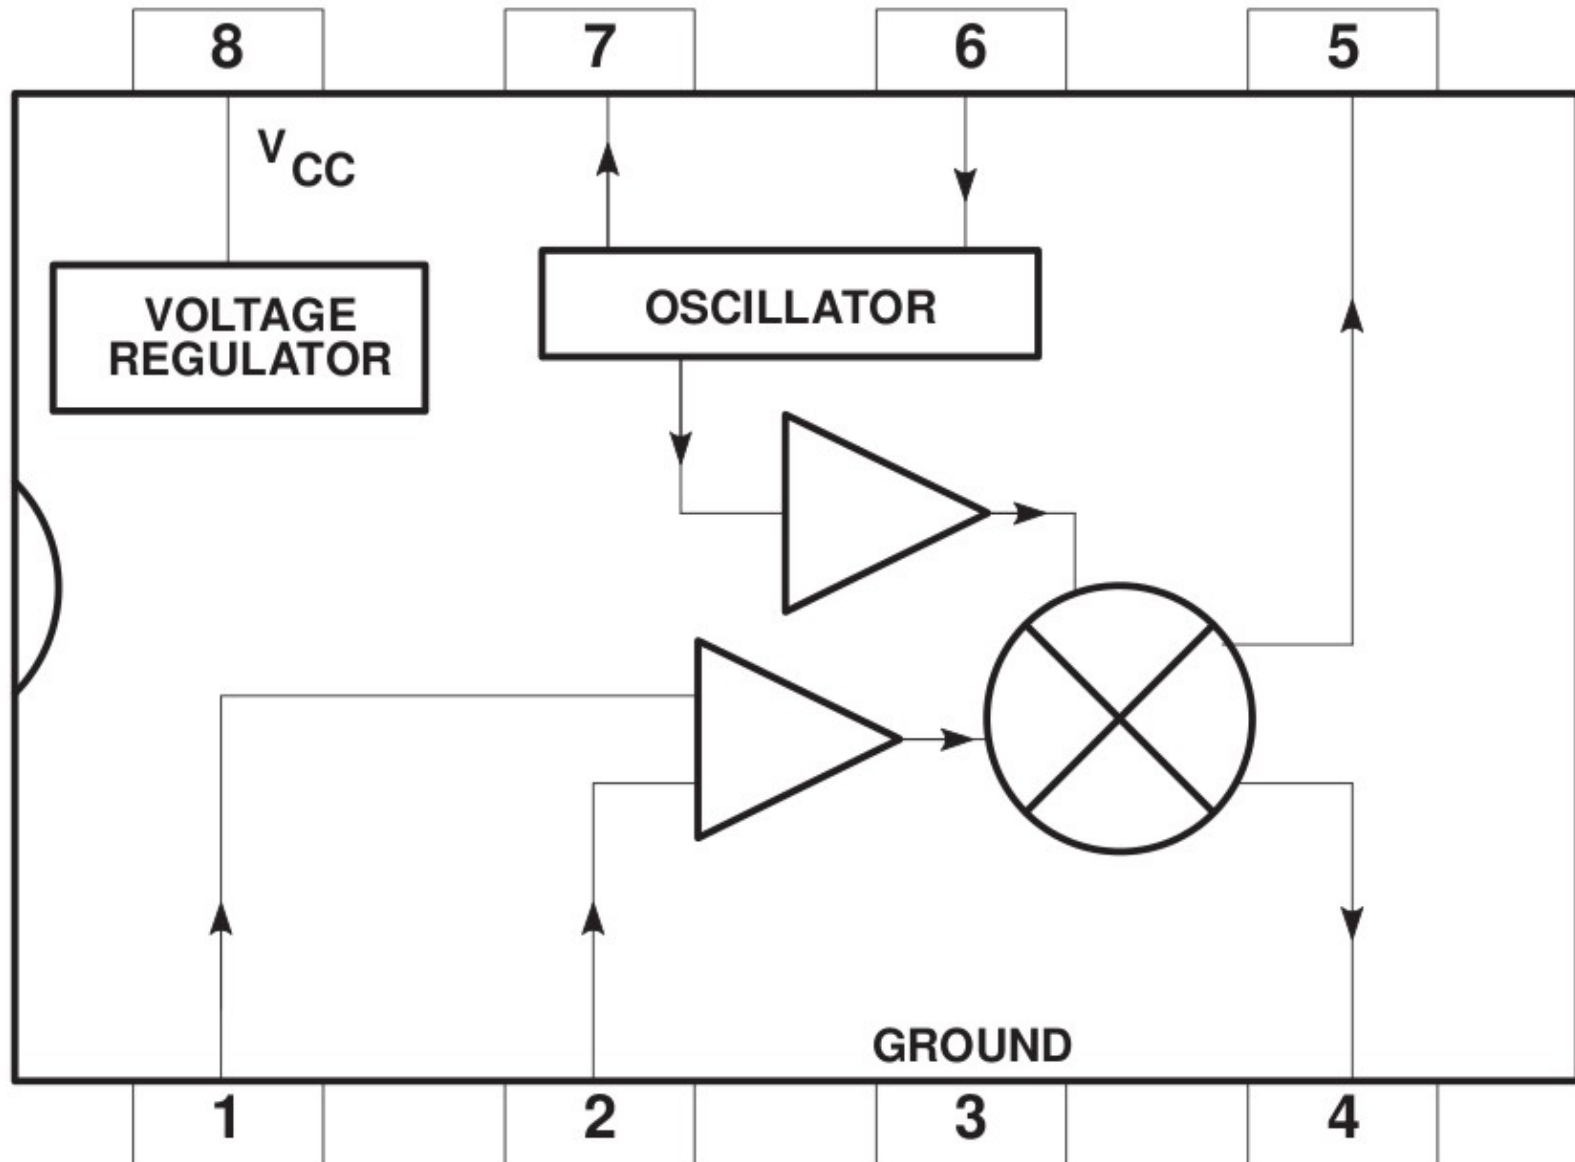 8 7 6 5
VCC
VOLTAGE
REGULATOR
OSCILLATOR
GROUND
1 2 3 4